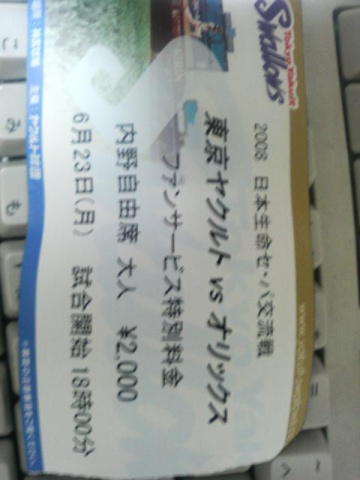 Tokyo Yakult
Swallows
2008 日本生命セ・パ交流戦
東京ヤクルト vs オリックス
ファンサービス特別料金
内野自由席 大人 ¥2,000
6月23日(月) 試合開始 18時00分